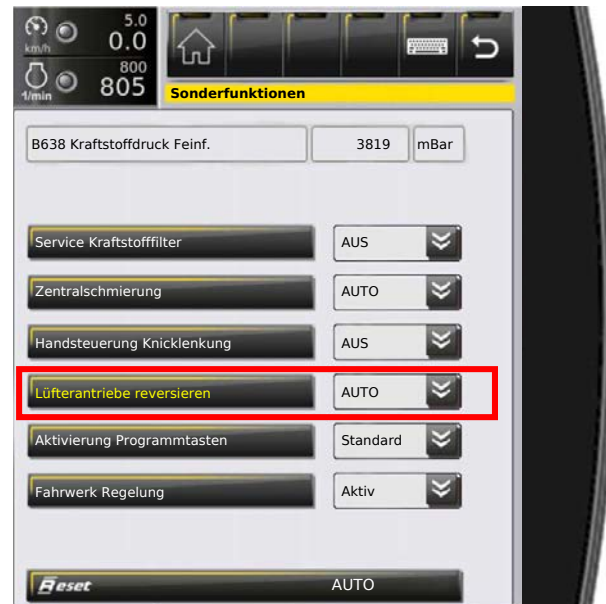 5.0
km/h 0.0
800
1/min 805
Sonderfunktionen
B638 Kraftstoffdruck Feinf. 3819 mBar
Service Kraftstofffilter AUS
Zentralschmierung AUTO
Handsteuerung Knicklenkung AUS
Lüfterantriebe reversieren AUTO
Aktivierung Programmtasten Standard
Fahrwerk Regelung Aktiv
Reset AUTO